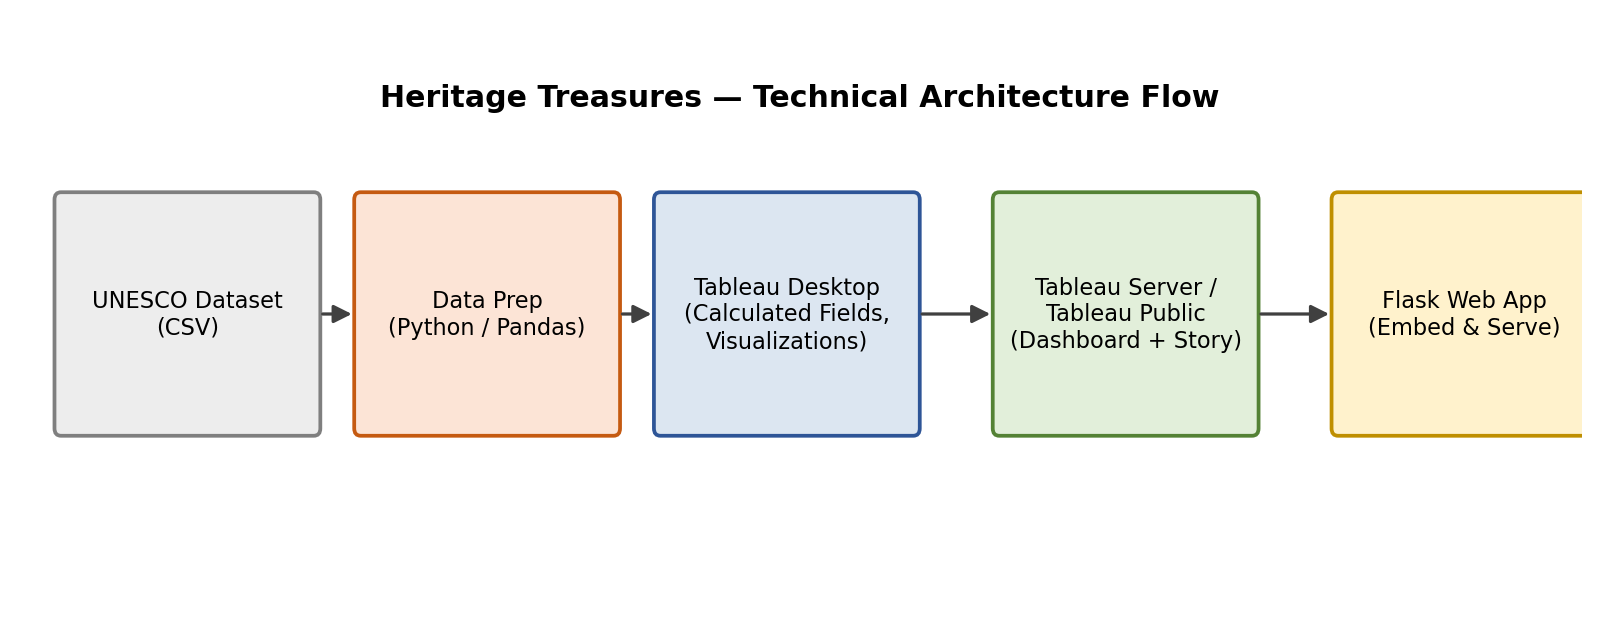 Heritage Treasures — Technical Architecture Flow
UNESCO Dataset
(CSV)
Data Prep
(Python / Pandas)
Tableau Desktop
(Calculated Fields,
Visualizations)
Tableau Server /
Tableau Public
(Dashboard + Story)
Flask Web App
(Embed & Serve)